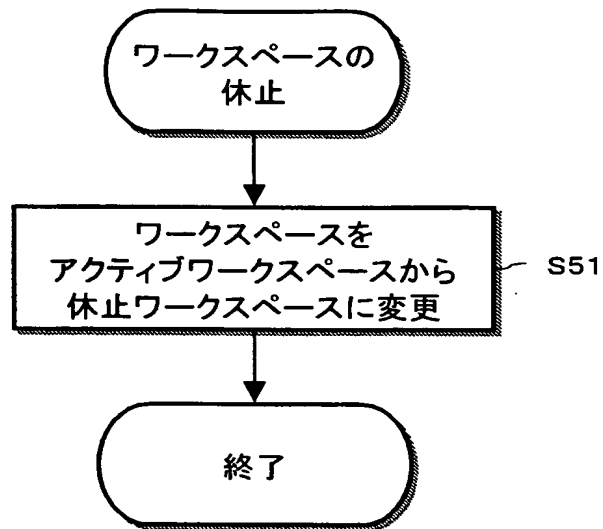 ワークスペースの
休止
ワークスペースを
アクティブワークスペースから
休止ワークスペースに変更
S51
終了